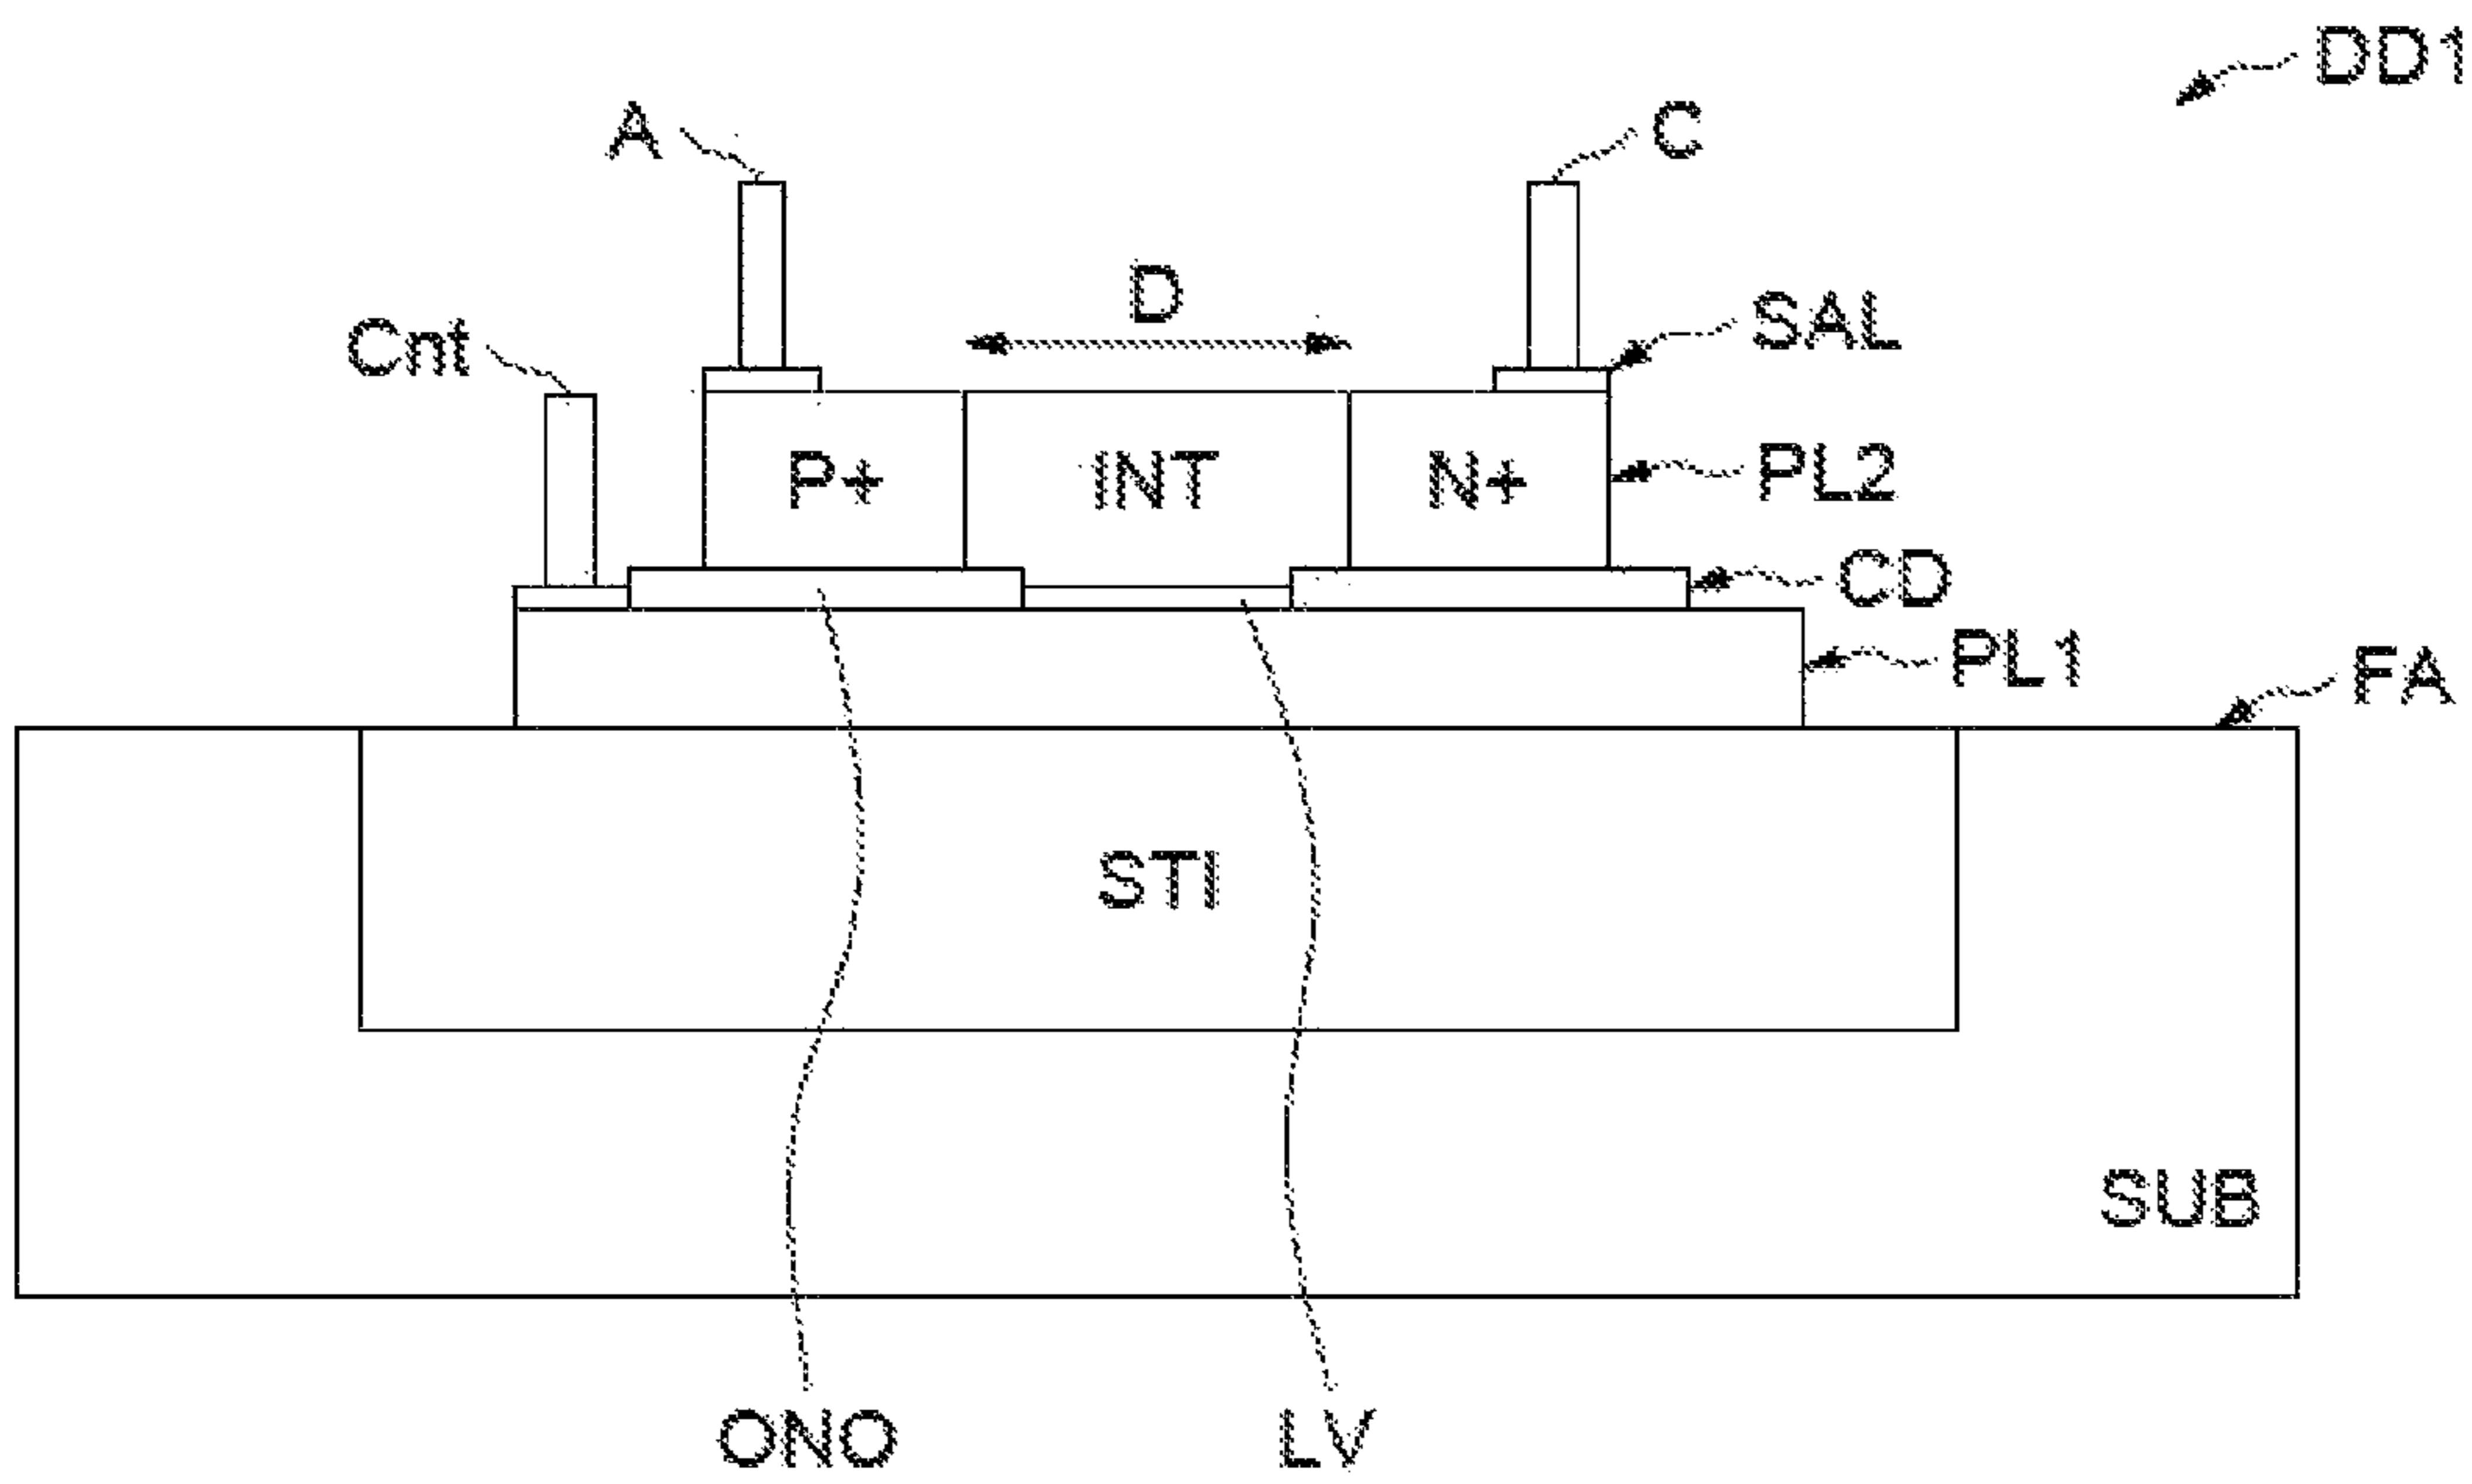 DD1
A
C
D
SAL
Cnt
P+
INT
N+
PL2
CD
PL1
FA
STI
SUB
ONO
LV